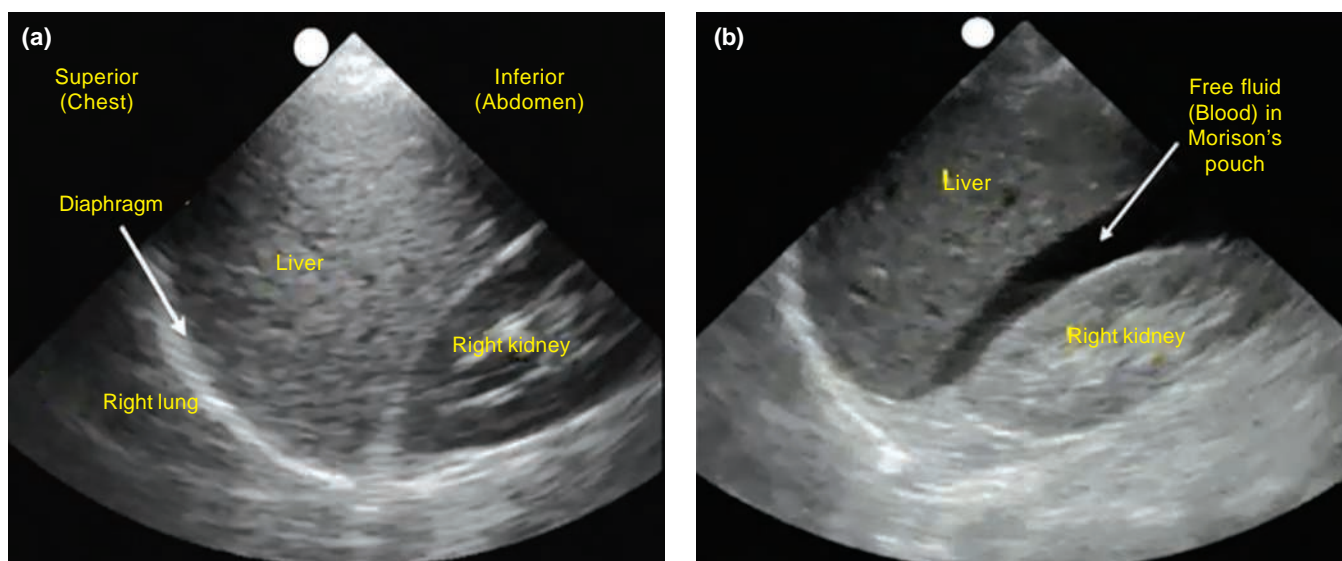 (a)
Superior
(Chest)
Inferior
(Abdomen)
Diaphragm
Liver
Right kidney
Right lung
(b)
Free fluid
(Blood) in
Morison's
pouch
Liver
Right kidney